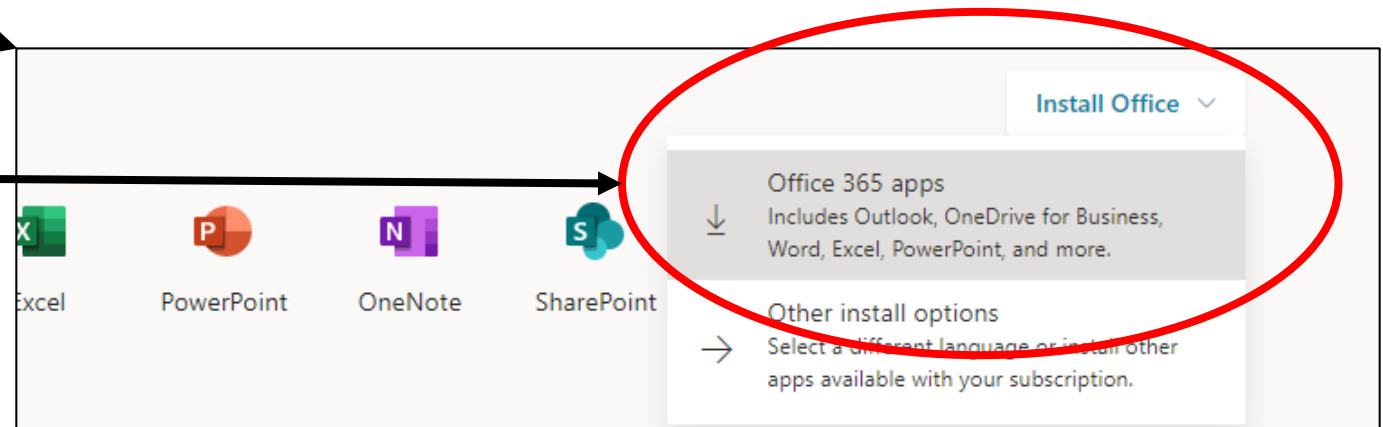 Install Office
Office 365 apps
Includes Outlook, OneDrive for Business,
Word, Excel, PowerPoint, and more.
X
P
N
S
Excel
PowerPoint
OneNote
SharePoint
Other install options
Select a different language or install other
apps available with your subscription.